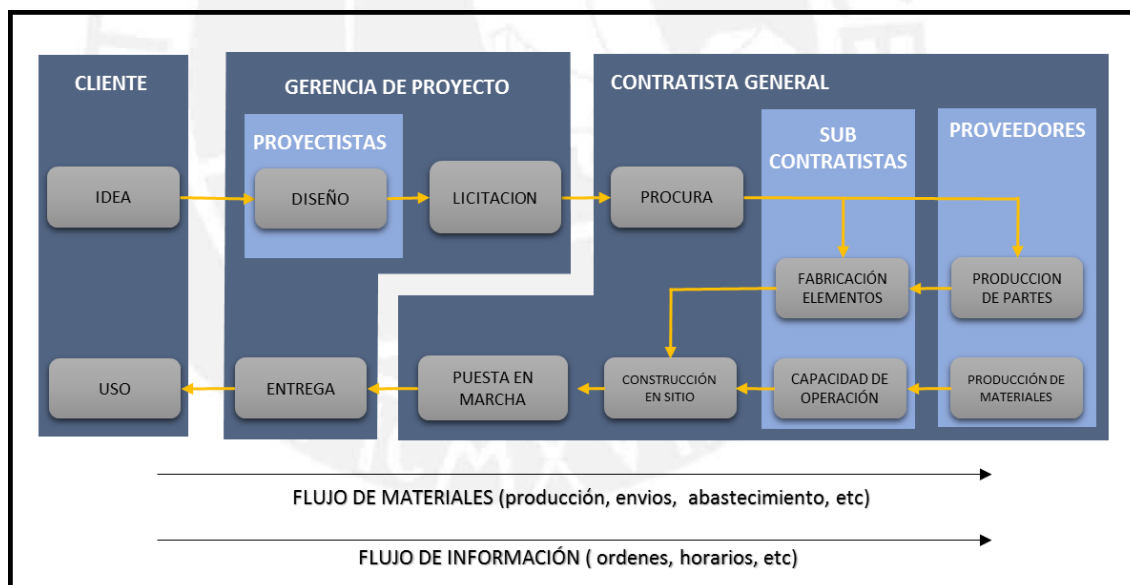 CLIENTE
GERENCIA DE PROYECTO
CONTRATISTA GENERAL
PROYECTISTAS
SUB
CONTRATISTAS
PROVEEDORES
IDEA
DISEÑO
LICITACION
PROCURA
FABRICACIÓN
ELEMENTOS
PRODUCCION
DE PARTES
USO
ENTREGA
PUESTA EN
MARCHA
CONSTRUCCIÓN
EN SITIO
CAPACIDAD DE
OPERACIÓN
PRODUCCIÓN DE
MATERIALES
FLUJO DE MATERIALES (producción, envios, abastecimiento, etc)
FLUJO DE INFORMACIÓN ( ordenes, horarios, etc)